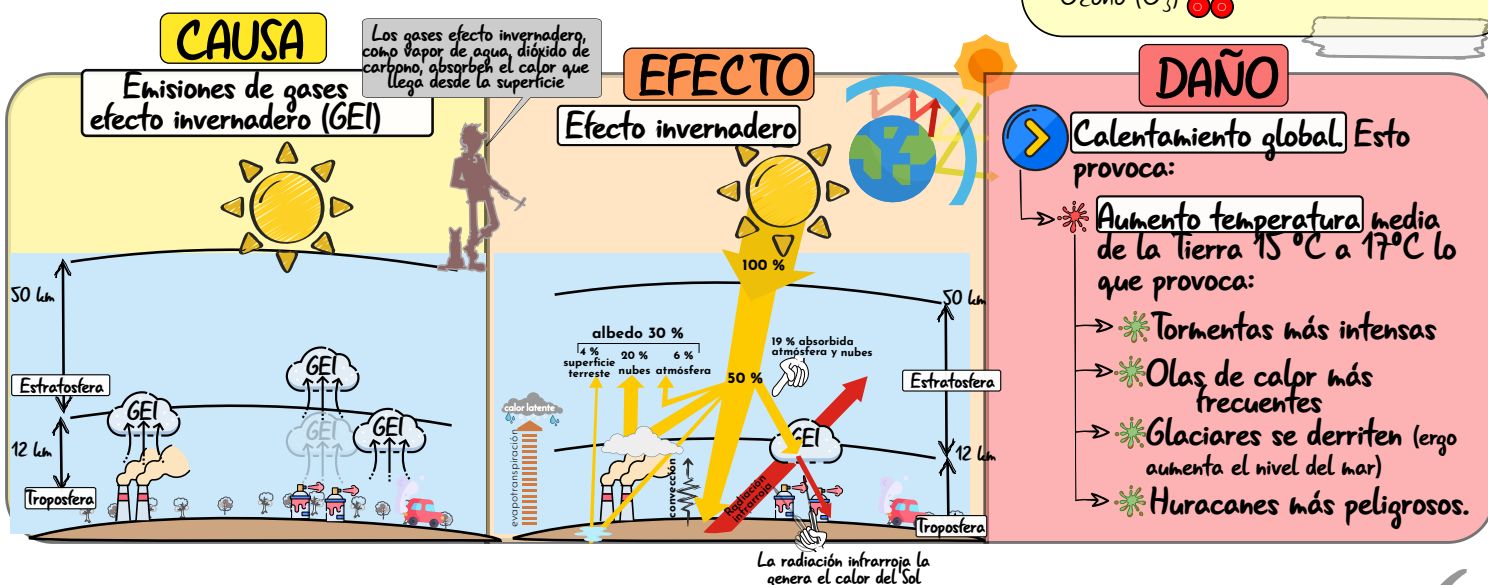 Ozono (O3)
CAUSA
Emisiones de gases
efecto invernadero (GEI)
Los gases efecto invernadero,
como vapor de agua, dióxido de
carbono, absorben el calor que
llega desde la superficie
50 km
Estratosfera
12 km
Troposfera
GEI
GEI
GEI
GEI
EFECTO
Efecto invernadero
100 %
50 km
albedo 30 %
4 %
superficie
terreste
20 %
nubes
6 %
atmósfera
19 % absorbida
atmósfera y nubes
50 %
Estratosfera
calor latente
evapotranspiración
convección
GEI
12 km
Radiación
infrarroja
Troposfera
La radiación infrarroja la
genera el calor del Sol
DAÑO
Calentamiento global. Esto
provoca:
Aumento temperatura media
de la Tierra 15 ºC a 17ºC lo
que provoca:
Tormentas más intensas
Olas de calor más
frecuentes
Glaciares se derriten (ergo
aumenta el nivel del mar)
Huracanes más peligrosos.